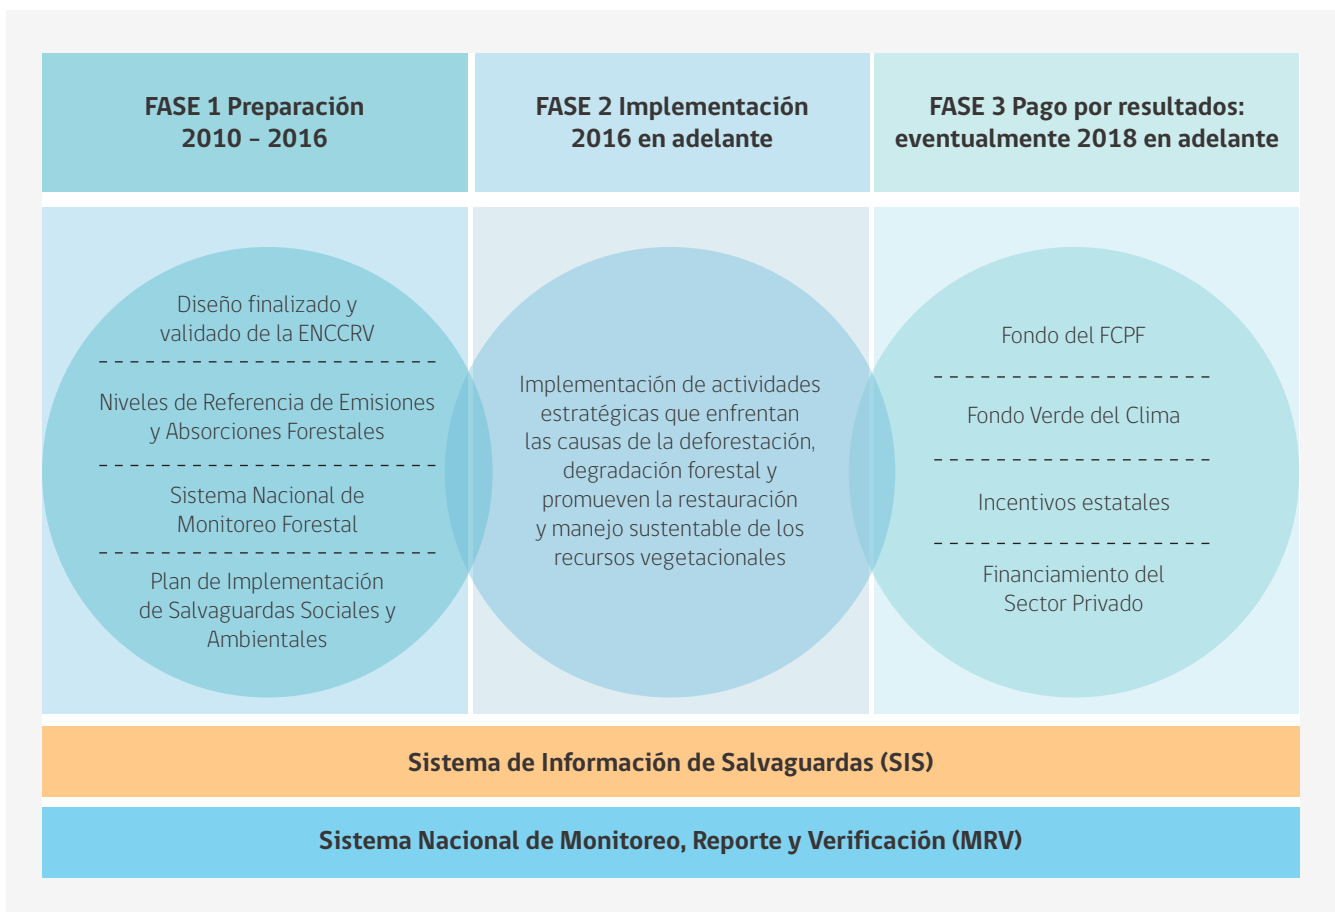 FASE 1 Preparación
2010 – 2016
FASE 2 Implementación
2016 en adelante
FASE 3 Pago por resultados:
eventualmente 2018 en adelante
Diseño finalizado y
validado de la ENCCRV
Niveles de Referencia de Emisiones
y Absorciones Forestales
Sistema Nacional de
Monitoreo Forestal
Plan de Implementación
de Salvaguardas Sociales y
Ambientales
Implementación de actividades
estratégicas que enfrentan
las causas de la deforestación,
degradación forestal y
promueven la restauración
y manejo sustentable de los
recursos vegetacionales
Fondo del FCPF
Fondo Verde del Clima
Incentivos estatales
Financiamiento del
Sector Privado
Sistema de Información de Salvaguardas (SIS)
Sistema Nacional de Monitoreo, Reporte y Verificación (MRV)